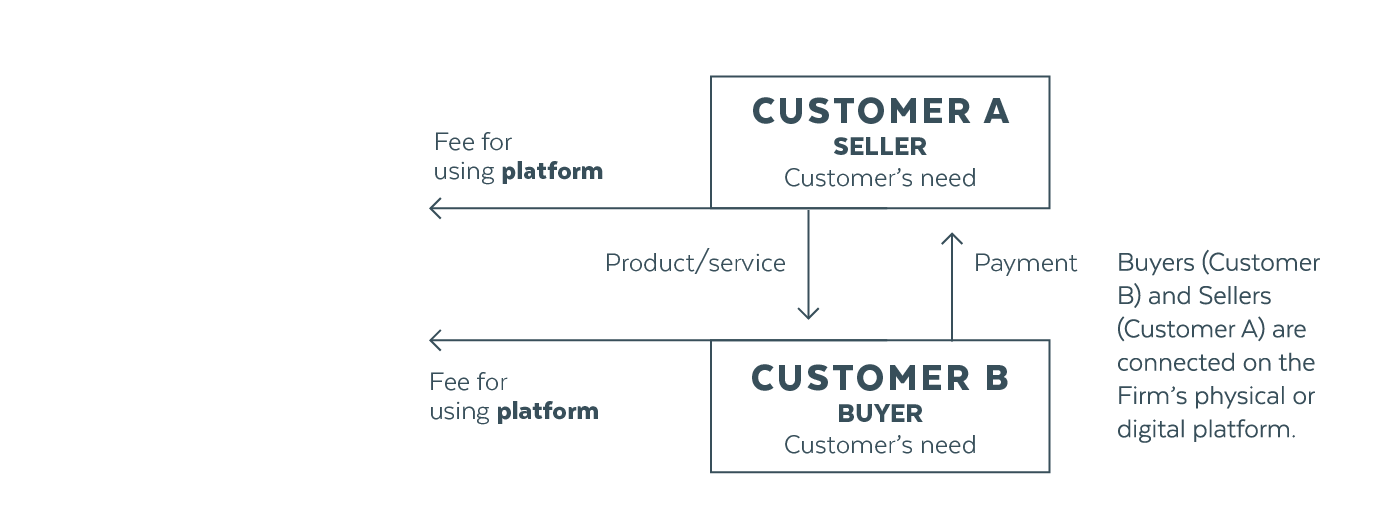 CUSTOMER A
SELLER
Customer’s need
Fee for
using platform
Product/service
Payment
Fee for
using platform
CUSTOMER B
BUYER
Customer’s need
Buyers (Customer
B) and Sellers
(Customer A) are
connected on the
Firm’s physical or
digital platform.